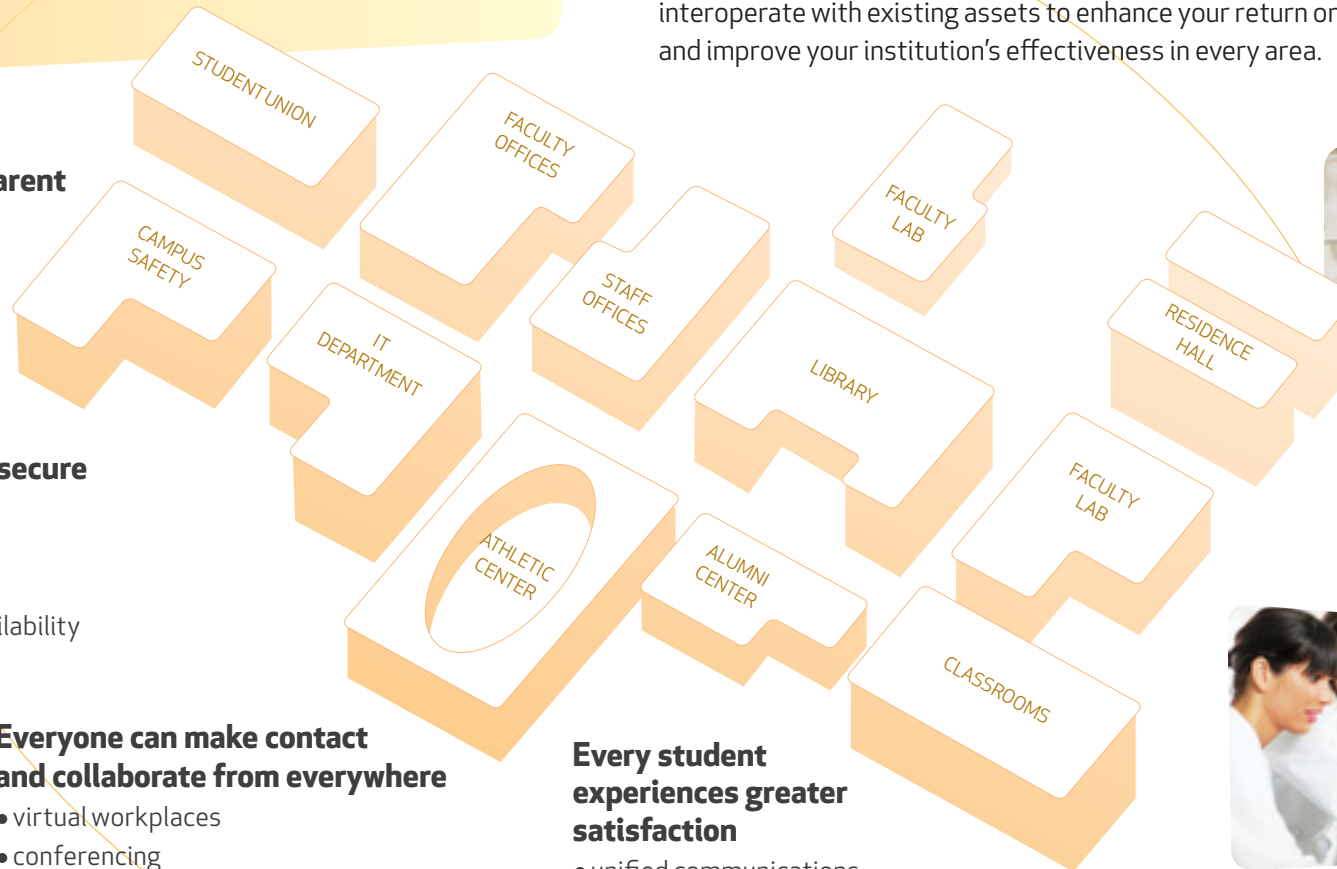 interoperate with existing assets to enhance your return on
and improve your institution's effectiveness in every area.
STUDENT UNION
FACULTY
OFFICES
arent
FACULTY
LAB
CAMPUS
SAFETY
STAFF
OFFICES
RESIDENCE
HALL
IT
DEPARTMENT
LIBRARY
secure
FACULTY
LAB
ATHLETIC
CENTER
ALUMNI
CENTER
ilability
CLASSROOMS
Everyone can make contact
and collaborate from everywhere
• virtual workplaces
• conferencing
Every student
experiences greater
satisfaction
• unified communications